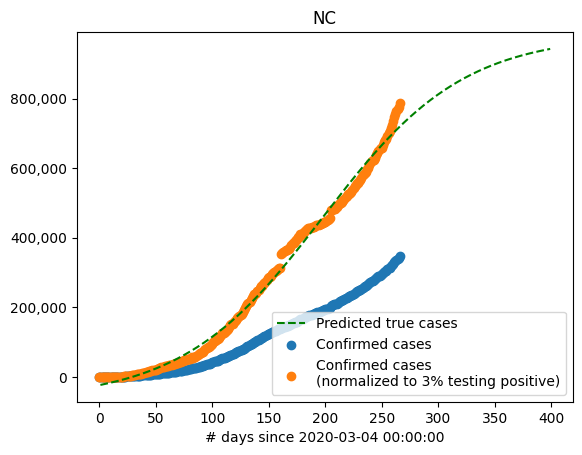 NC
800,000
600,000
400,000
200,000
0
Predicted true cases
Confirmed cases
Confirmed cases
(normalized to 3% testing positive)
0 50 100 150 200 250 300 350 400
# days since 2020-03-04 00:00:00